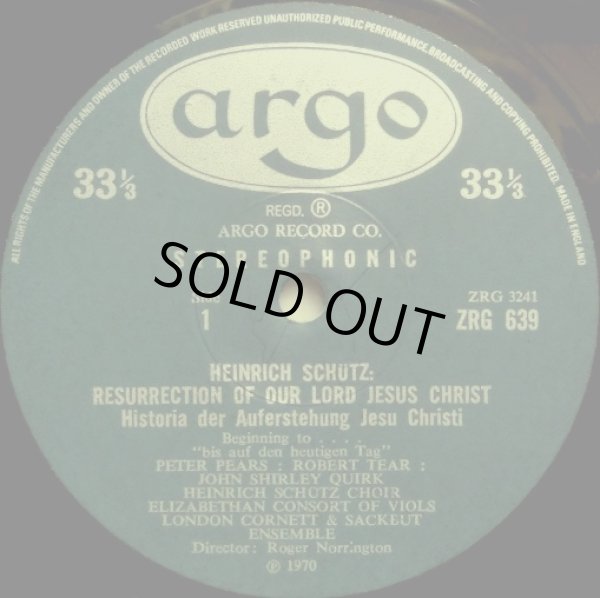 ALL RIGHTS OF THE MANUFACTURERS AND OWNER OF THE RECORDED WORK RESERVED UNAUTHORIZED PUBLIC PERFORMANCE, BROADCASTING AND COPYING PROHIBITED. MADE IN ENGLAND
argo
33⅓ 33⅓
REGD. ®
ARGO RECORD CO.
STEREOPHONIC
SOLD OUT
ZRG 3241
1 ZRG 639
HEINRICH SCHÜTZ:
RESURRECTION OF OUR LORD JESUS CHRIST
Historia der Auferstehung Jesu Christi
Beginning to . . . .
"bis auf den heutigen Tag"
PETER PEARS : ROBERT TEAR :
JOHN SHIRLEY QUIRK
HEINRICH SCHÜTZ CHOIR
ELIZABETHAN CONSORT OF VIOLS
LONDON CORNETT & SACKBUT
ENSEMBLE
Director: Roger Norrington
℗ 1970